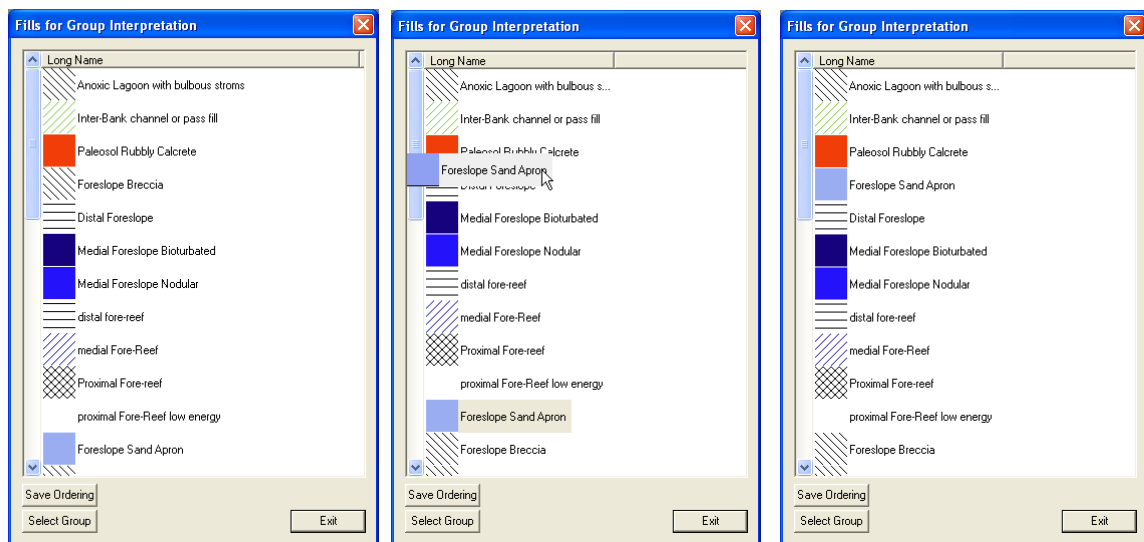 Fills for Group Interpretation
Long Name
Anoxic Lagoon with bulbous stroms
Inter-Bank channel or pass fill
Paleosol Rubbly Calcrete
Foreslope Breccia
Distal Foreslope
Medial Foreslope Bioturbated
Medial Foreslope Nodular
distal fore-reef
medial Fore-Reef
Proximal Fore-reef
proximal Fore-Reef low energy
Foreslope Sand Apron
Save Ordering
Select Group
Exit
Fills for Group Interpretation
Long Name
Anoxic Lagoon with bulbous s...
Inter-Bank channel or pass fill
Paleosol Rubbly Calcrete
Foreslope Sand Apron
Distal Foreslope
Medial Foreslope Bioturbated
Medial Foreslope Nodular
distal fore-reef
medial Fore-Reef
Proximal Fore-reef
proximal Fore-Reef low energy
Foreslope Sand Apron
Foreslope Breccia
Save Ordering
Select Group
Exit
Fills for Group Interpretation
Long Name
Anoxic Lagoon with bulbous s...
Inter-Bank channel or pass fill
Paleosol Rubbly Calcrete
Foreslope Sand Apron
Distal Foreslope
Medial Foreslope Bioturbated
Medial Foreslope Nodular
distal fore-reef
medial Fore-Reef
Proximal Fore-reef
proximal Fore-Reef low energy
Foreslope Breccia
Save Ordering
Select Group
Exit